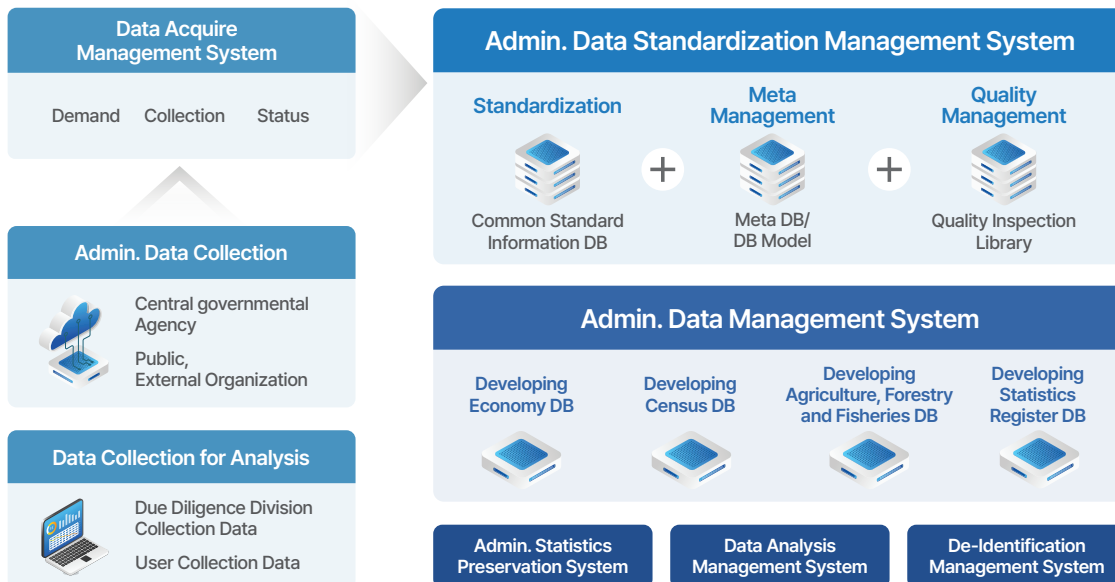 Data Acquire
Management System
Demand Collection Status
Admin. Data Collection
Central governmental
Agency
Public,
External Organization
Data Collection for Analysis
Due Diligence Division
Collection Data
User Collection Data
Admin. Data Standardization Management System
Standardization
Common Standard
Information DB
+
Meta
Management
Meta DB/
DB Model
+
Quality
Management
Quality Inspection
Library
Admin. Data Management System
Developing
Economy DB
Developing
Census DB
Developing
Agriculture, Forestry
and Fisheries DB
Developing
Statistics
Register DB
Admin. Statistics
Preservation System
Data Analysis
Management System
De-Identification
Management System